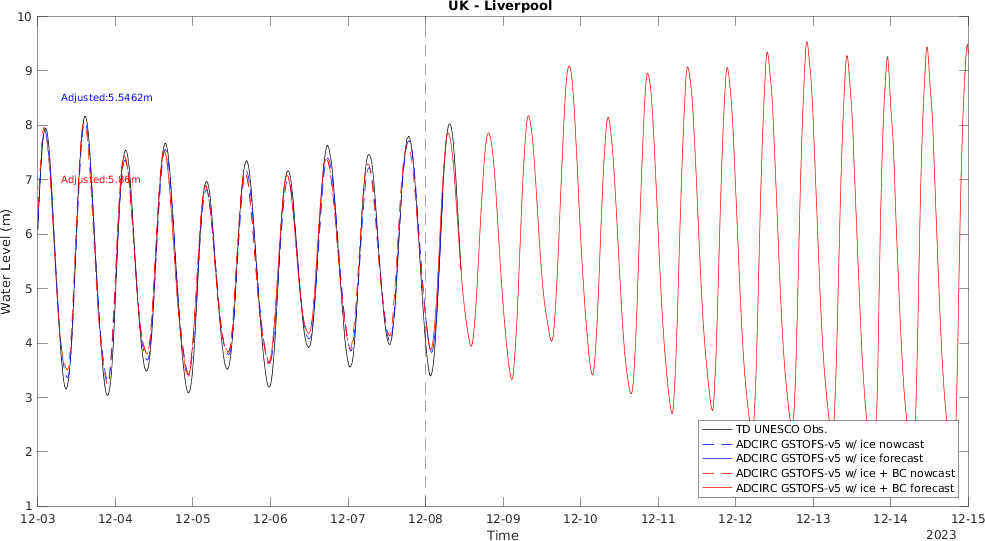 UK - Liverpool
10
9
8
7
6
5
4
3
2
1
Water Level (m)
Adjusted:5.5462m
Adjusted:5.86m
TD UNESCO Obs.
ADCIRC GSTOFS-v5 w/ ice nowcast
ADCIRC GSTOFS-v5 w/ ice forecast
ADCIRC GSTOFS-v5 w/ ice + BC nowcast
ADCIRC GSTOFS-v5 w/ ice + BC forecast
12-03 12-04 12-05 12-06 12-07 12-08 12-09 12-10 12-11 12-12 12-13 12-14 12-15
Time
2023